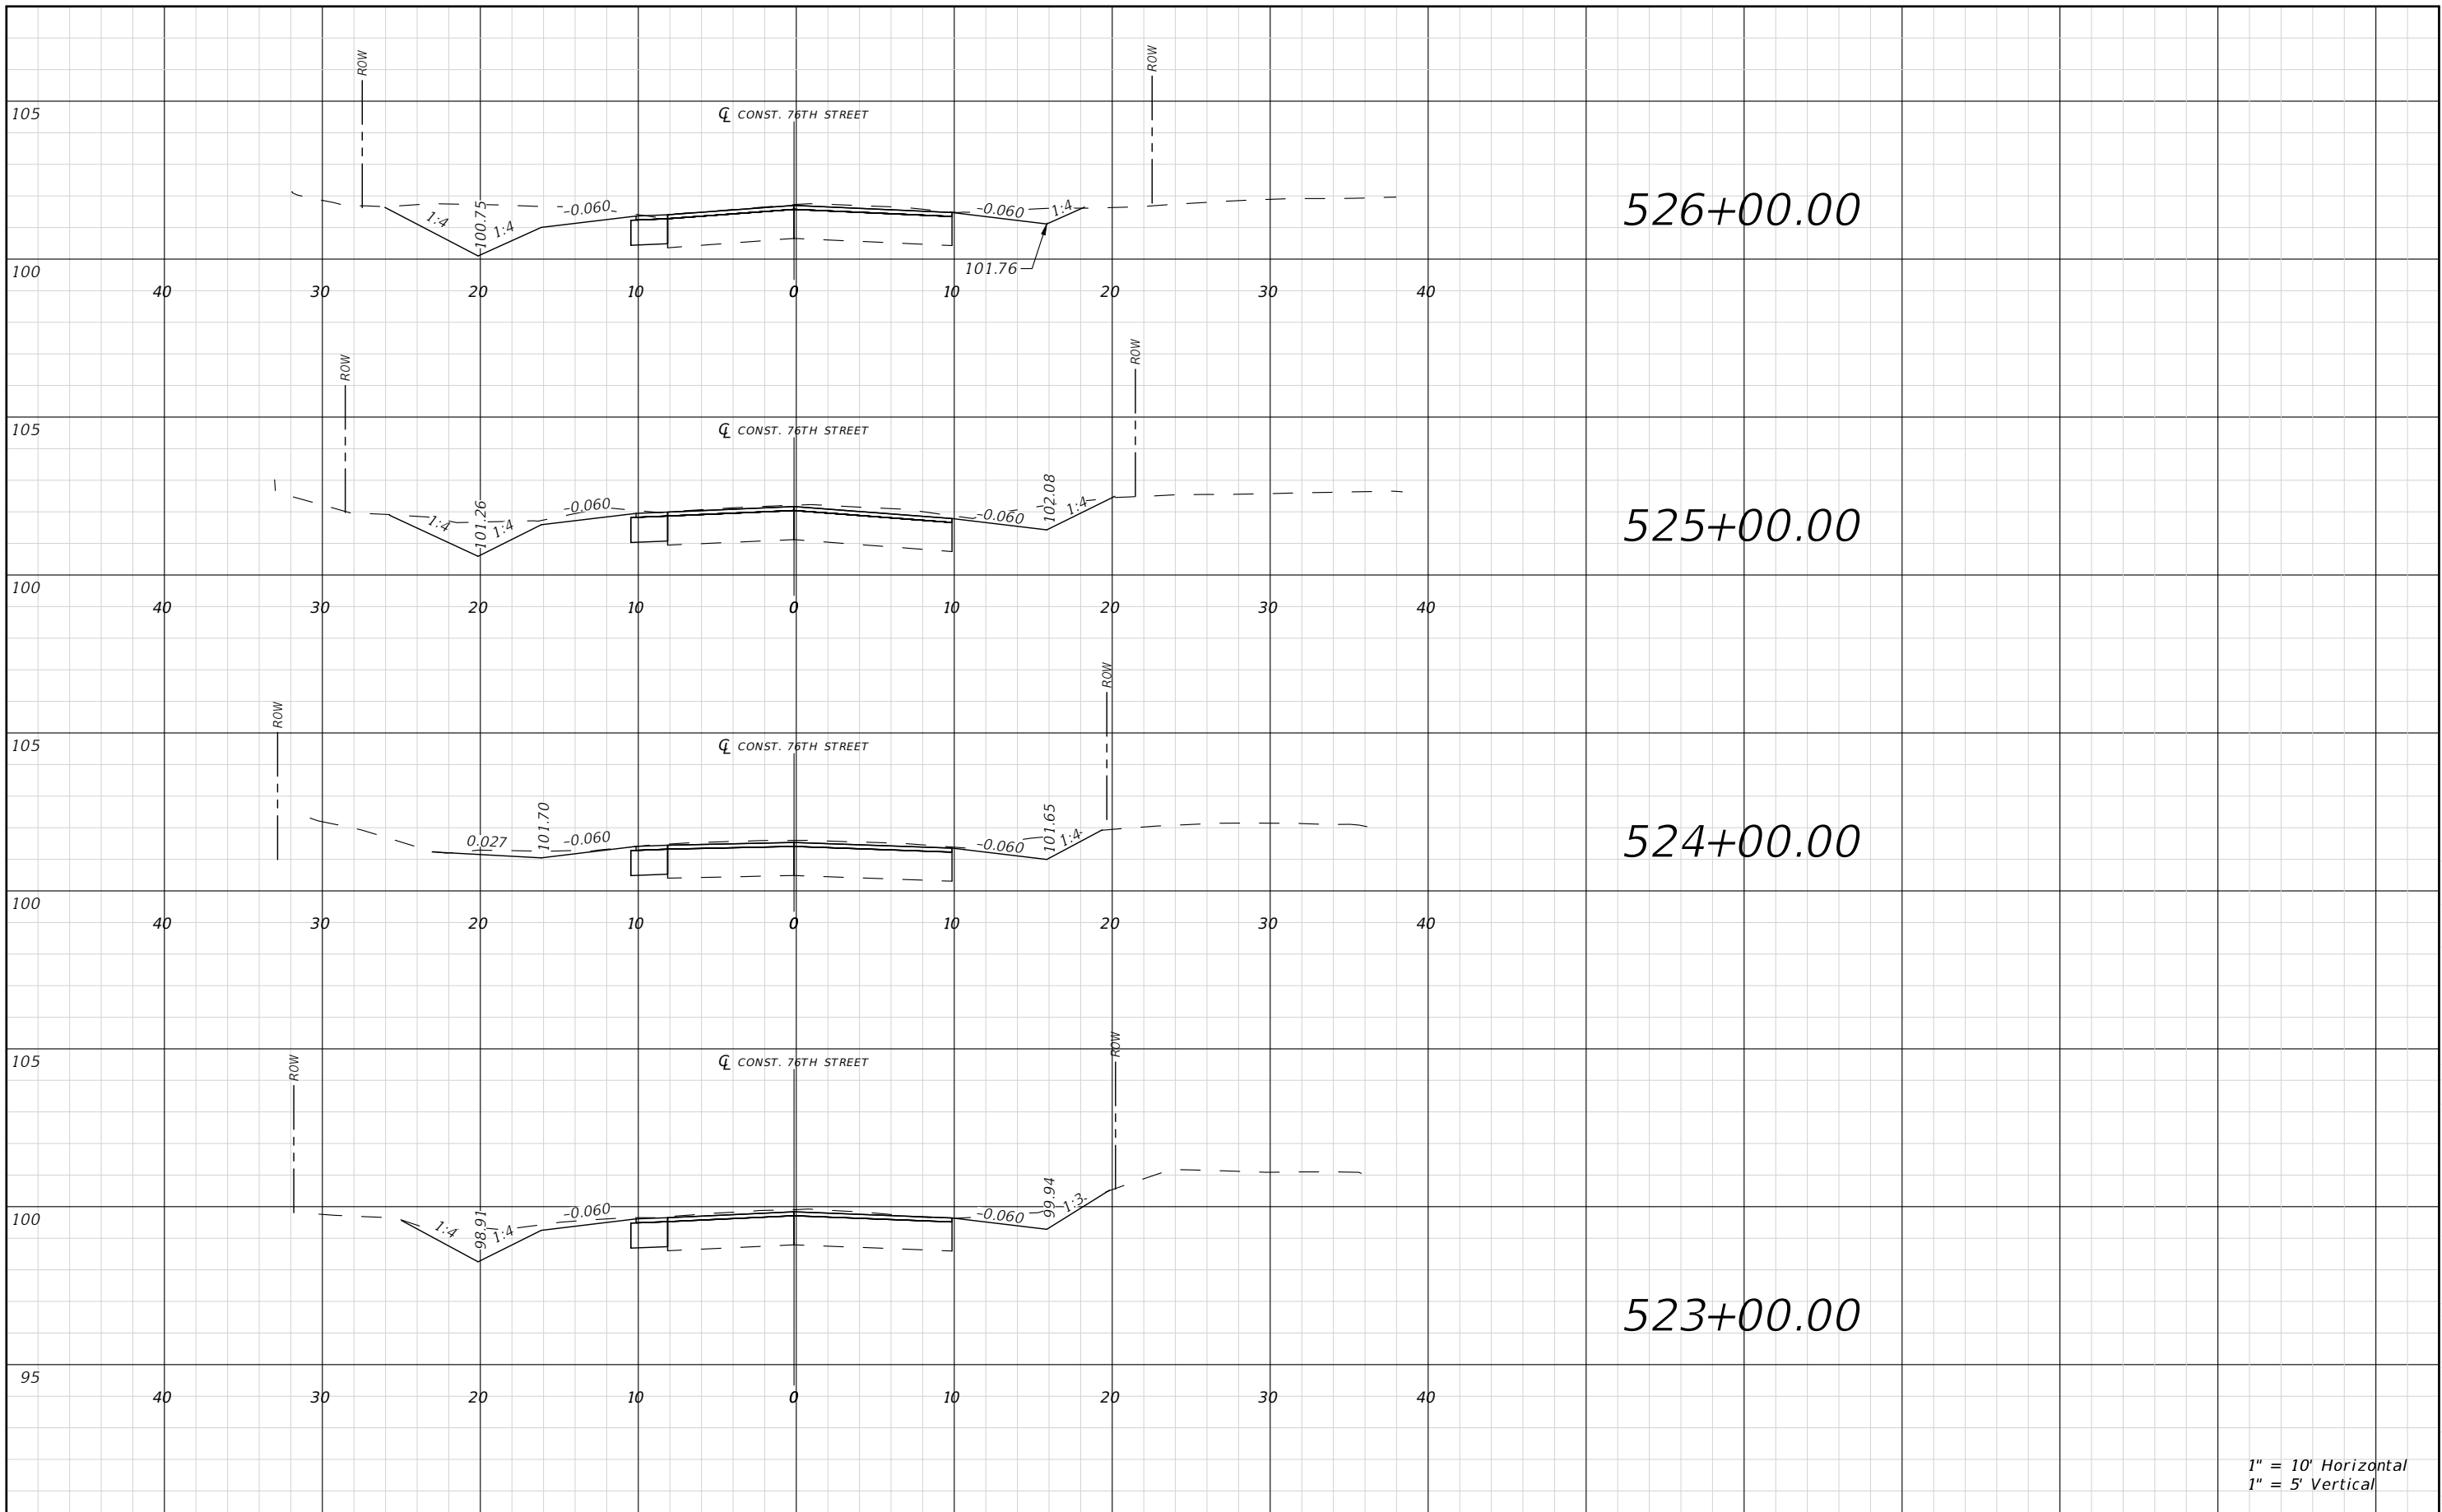 ROW
ROW
105
℄ CONST. 76TH STREET
1:4
100.75
1:4
-0.060
-0.060
1:4
526+00.00
101.76
100
40 30 20 10 0 10 20 30 40
ROW
ROW
105
℄ CONST. 76TH STREET
1:4
101.26
1:4
-0.060
-0.060
102.08
1:4
525+00.00
100
40 30 20 10 0 10 20 30 40
ROW
ROW
105
℄ CONST. 76TH STREET
0.027
101.70
-0.060
-0.060
101.65
1:4
524+00.00
100
40 30 20 10 0 10 20 30 40
ROW
ROW
105
℄ CONST. 76TH STREET
100
1:4
98.91
1:4
-0.060
-0.060
99.94
1:3
523+00.00
95
40 30 20 10 0 10 20 30 40
1" = 10' Horizontal
1" = 5' Vertical